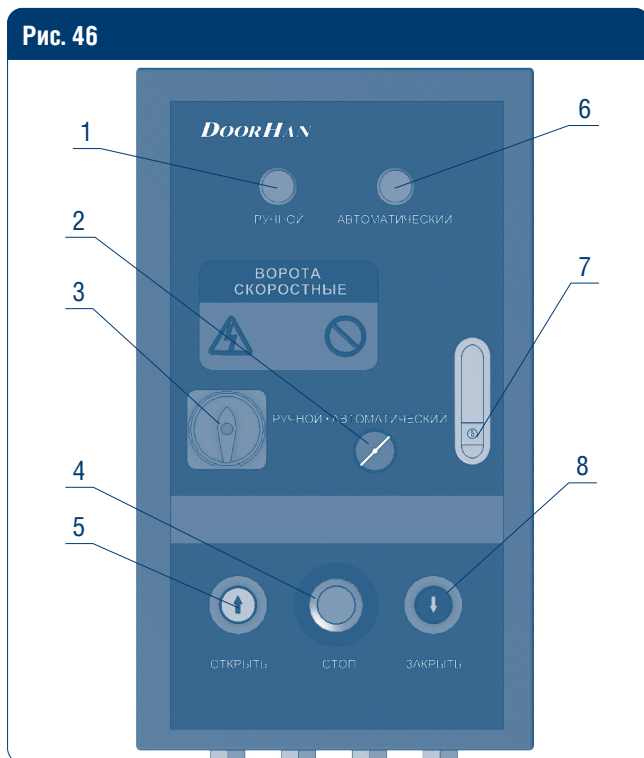 Рис. 46
DOORHAN
1
6
РУЧНОЙ
АВТОМАТИЧЕСКИЙ
2
ВОРОТА
СКОРОСТНЫЕ
7
3
РУЧНОЙ • АВТОМАТИЧЕСКИЙ
4
8
5
ОТКРЫТЬ
СТОП
ЗАКРЫТЬ